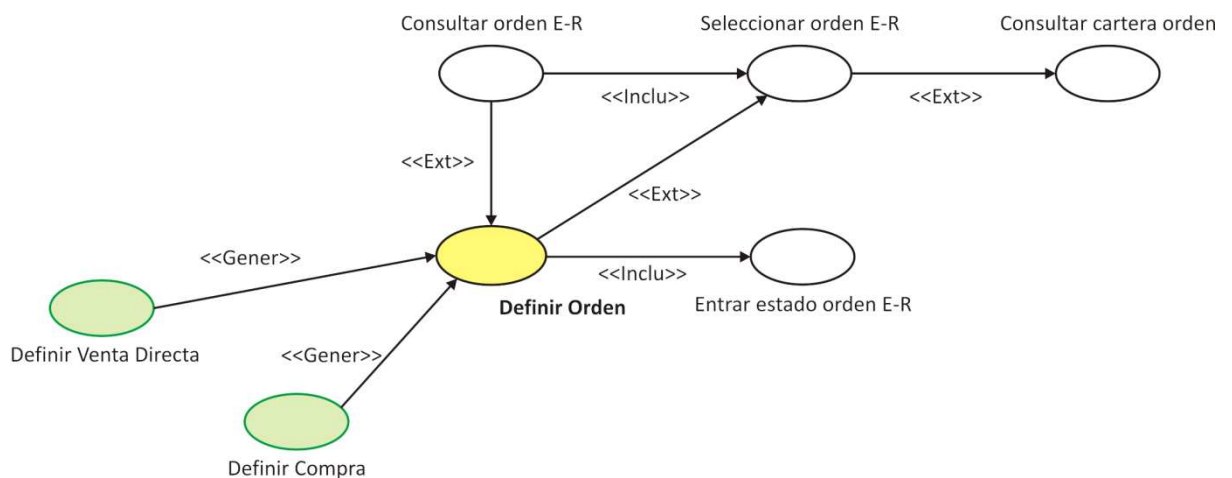 Consultar orden E-R
Seleccionar orden E-R
Consultar cartera orden
<<Inclu>>
<<Ext>>
<<Ext>>
<<Ext>>
<<Gener>>
<<Inclu>>
Definir Orden
Entrar estado orden E-R
<<Gener>>
Definir Venta Directa
Definir Compra